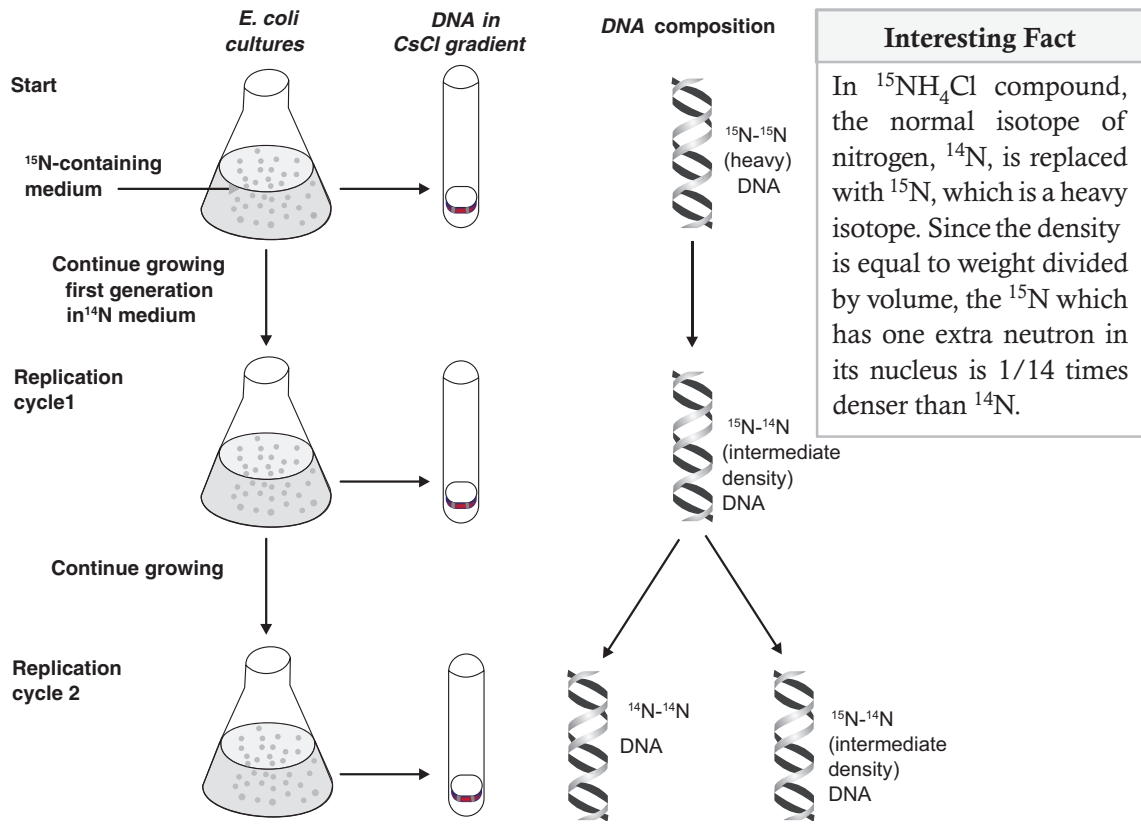 E. coli
cultures
DNA in
CsCl gradient
DNA composition
Start
¹⁵N-containing
medium
¹⁵N-¹⁵N
(heavy)
DNA
Continue growing
first generation
in¹⁴N medium
Replication
cycle1
¹⁵N-¹⁴N
(intermediate
density)
DNA
Continue growing
Replication
cycle 2
¹⁴N-¹⁴N
DNA
¹⁵N-¹⁴N
(intermediate
density)
DNA
Interesting Fact
In ¹⁵NH₄Cl compound,
the normal isotope of
nitrogen, ¹⁴N, is replaced
with ¹⁵N, which is a heavy
isotope. Since the density
is equal to weight divided
by volume, the ¹⁵N which
has one extra neutron in
its nucleus is 1/14 times
denser than ¹⁴N.